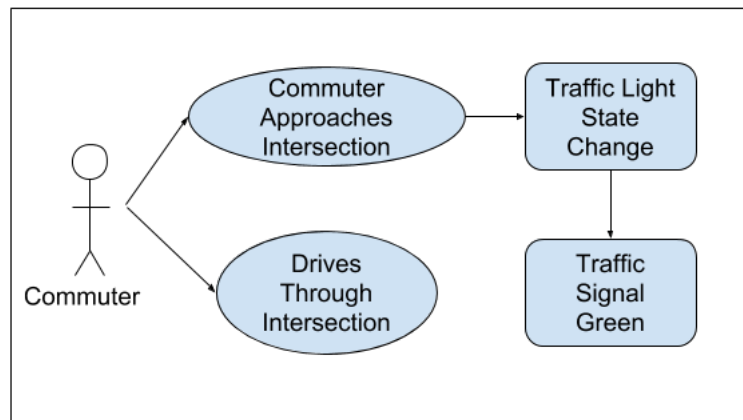 Commuter
Approaches
Intersection
Traffic Light
State
Change
Commuter
Drives
Through
Intersection
Traffic
Signal
Green